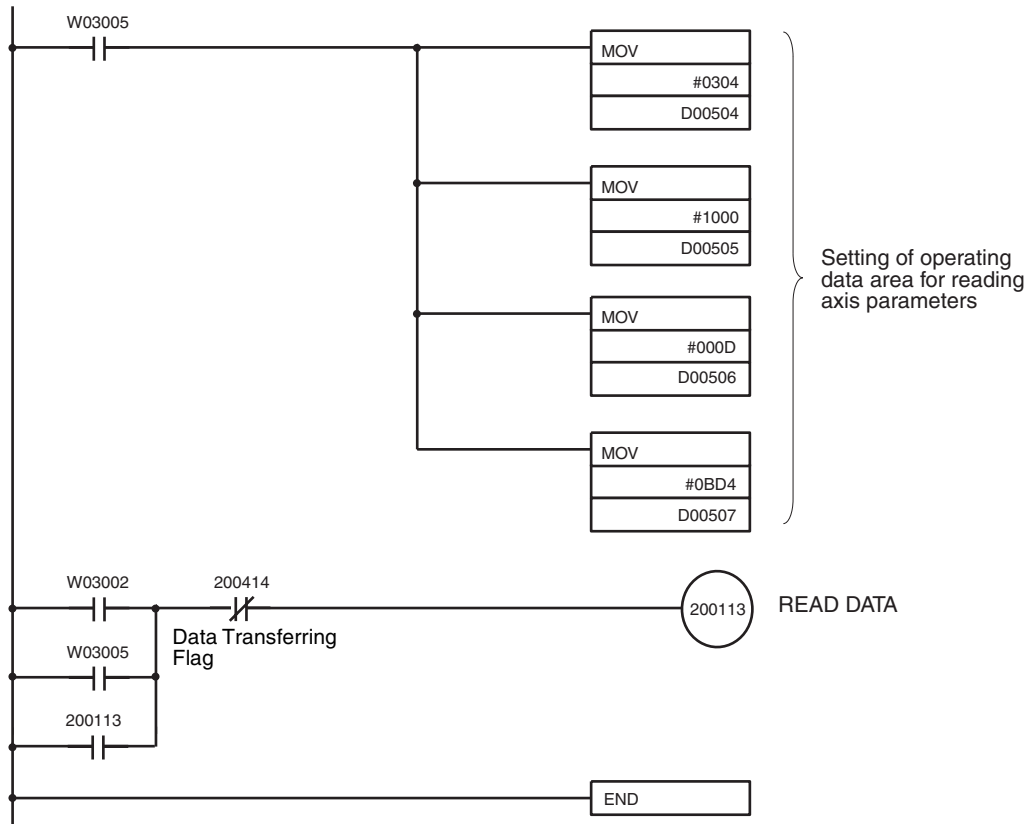 W03005
MOV
#0304
D00504
MOV
#1000
D00505
MOV
#000D
D00506
MOV
#0BD4
D00507
Setting of operating
data area for reading
axis parameters
W03002
200414
200113
READ DATA
Data Transferring
Flag
W03005
200113
END